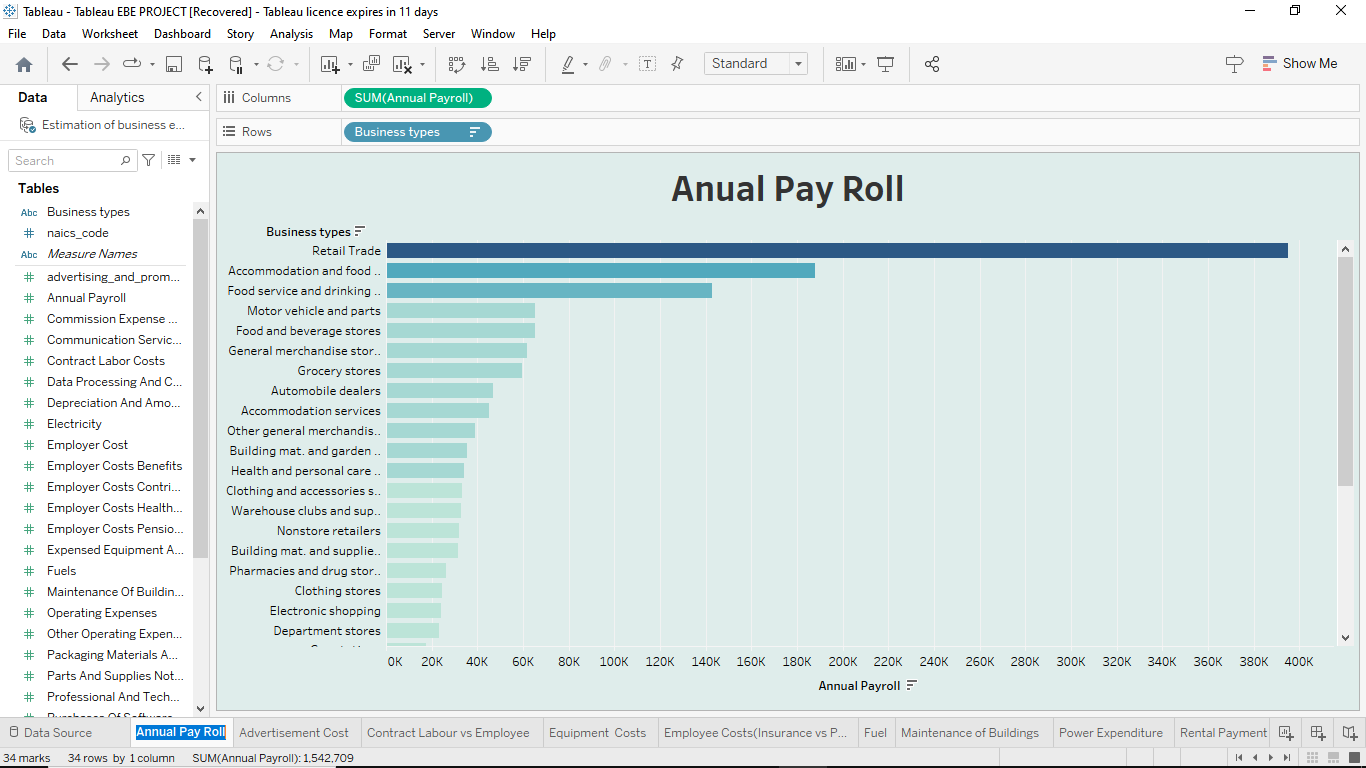 Tableau - Tableau EBE PROJECT [Recovered] - Tableau licence expires in 11 days
File Data Worksheet Dashboard Story Analysis Map Format Server Window Help
Standard
Show Me
Data Analytics
Columns SUM(Annual Payroll)
Estimation of business e...
Rows Business types
Search
Tables
Abc Business types
# naics_code
Abc Measure Names
# advertising_and_prom...
# Annual Payroll
# Commission Expense ...
# Communication Servic...
# Contract Labor Costs
# Data Processing And C...
# Depreciation And Amo...
# Electricity
# Employer Cost
# Employer Costs Benefits
# Employer Costs Contri...
# Employer Costs Health...
# Employer Costs Pensio...
# Expensed Equipment A...
# Fuels
# Maintenance Of Buildin...
# Operating Expenses
# Other Operating Expen...
# Packaging Materials A...
# Parts And Supplies Not...
# Professional And Tech...
Anual Pay Roll
Business types
Retail Trade
Accommodation and food ..
Food service and drinking ..
Motor vehicle and parts
Food and beverage stores
General merchandise stor..
Grocery stores
Automobile dealers
Accommodation services
Other general merchandis..
Building mat. and garden ..
Health and personal care ..
Clothing and accessories s..
Warehouse clubs and sup..
Nonstore retailers
Building mat. and supplie..
Pharmacies and drug stor..
Clothing stores
Electronic shopping
Department stores
0K 20K 40K 60K 80K 100K 120K 140K 160K 180K 200K 220K 240K 260K 280K 300K 320K 340K 360K 380K 400K
Annual Payroll
Data Source Annual Pay Roll Advertisement Cost Contract Labour vs Employee Equipment Costs Employee Costs(Insurance vs P... Fuel Maintenance of Buildings Power Expenditure Rental Payment
34 marks 34 rows by 1 column SUM(Annual Payroll): 1,542,709